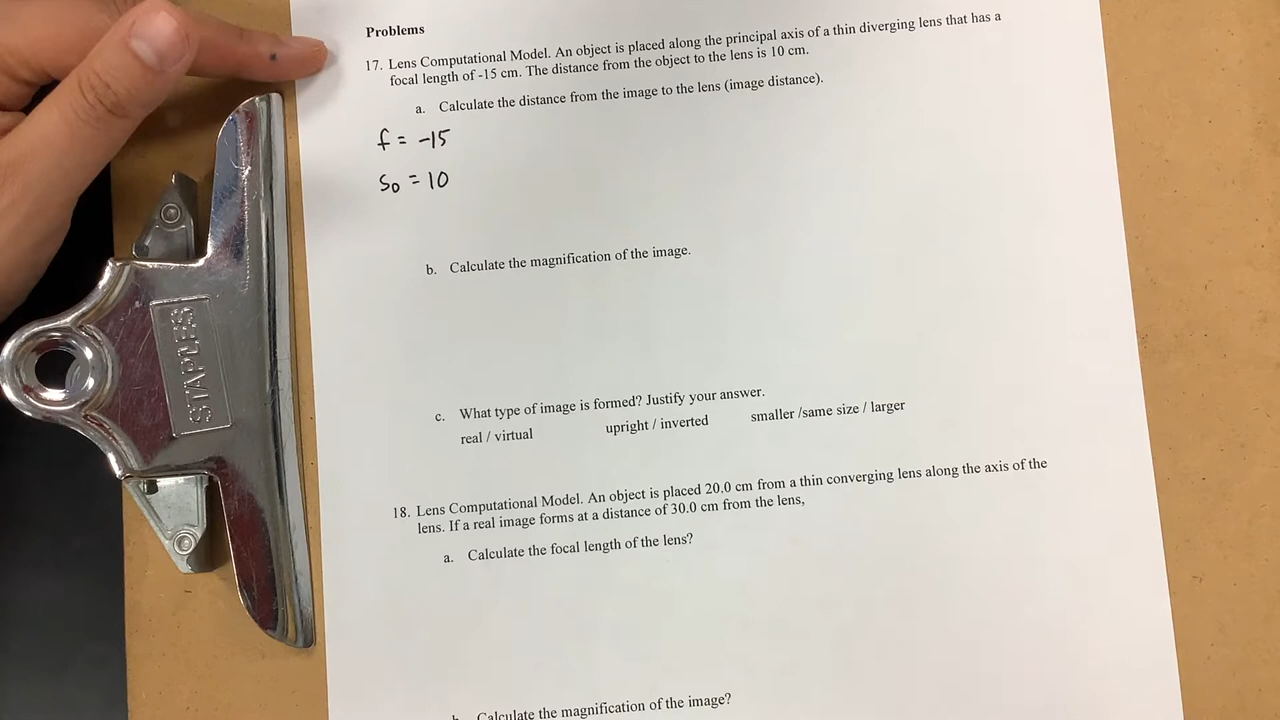 Problems
17. Lens Computational Model. An object is placed along the principal axis of a thin diverging lens that has a
focal length of -15 cm. The distance from the object to the lens is 10 cm.
a. Calculate the distance from the image to the lens (image distance).
f = -15
So = 10
b. Calculate the magnification of the image.
c. What type of image is formed? Justify your answer.
real / virtual upright / inverted smaller /same size / larger
18. Lens Computational Model. An object is placed 20.0 cm from a thin converging lens along the axis of the
lens. If a real image forms at a distance of 30.0 cm from the lens,
a. Calculate the focal length of the lens?
b. Calculate the magnification of the image?
STAPLES